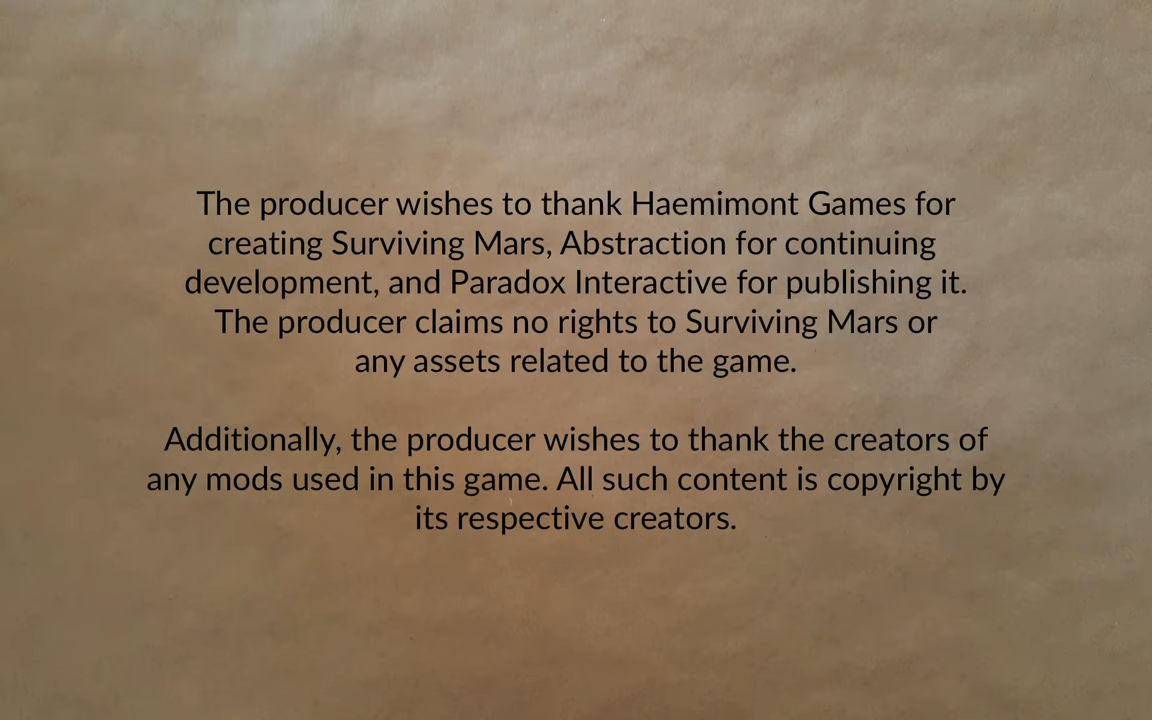 The producer wishes to thank Haemimont Games for
creating Surviving Mars, Abstraction for continuing
development, and Paradox Interactive for publishing it.
The producer claims no rights to Surviving Mars or
any assets related to the game.
Additionally, the producer wishes to thank the creators of
any mods used in this game. All such content is copyright by
its respective creators.